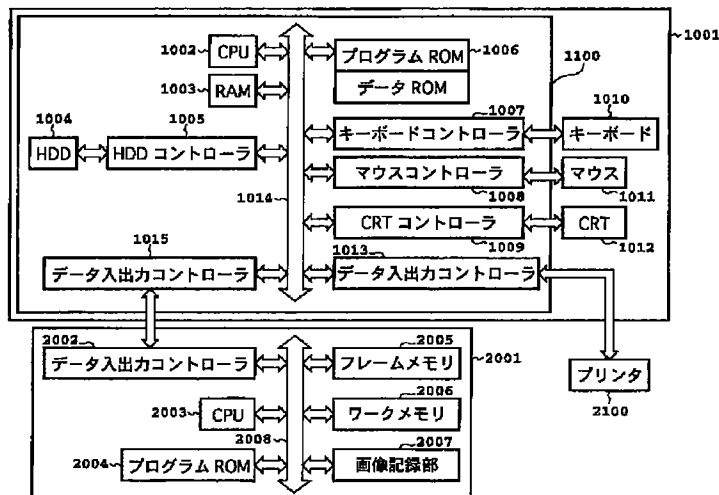 1001
1002 CPU
プログラム ROM 1006
1100
1003 RAM
データ ROM
1004 HDD
1005 HDD コントローラ
1007 キーボードコントローラ
1010 キーボード
マウスコントローラ 1008
マウス 1011
1014
CRT コントローラ 1009
CRT 1012
1015 データ入出力コントローラ
1013 データ入出力コントローラ
2002 データ入出力コントローラ
2005 フレームメモリ
2001
プリンタ 2100
2003 CPU
2006 ワークメモリ
2008
2004 プログラム ROM
2007 画像記録部